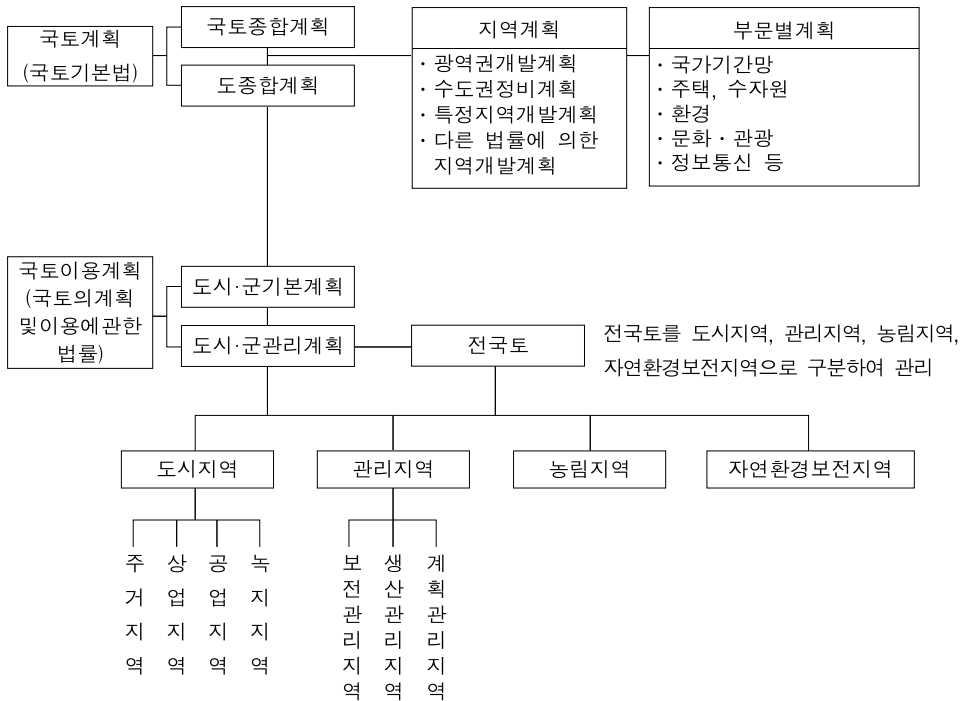 국토계획
(국토기본법)
국토종합계획
도종합계획
지역계획
· 광역권개발계획
· 수도권정비계획
· 특정지역개발계획
· 다른 법률에 의한
지역개발계획
부문별계획
· 국가기간망
· 주택, 수자원
· 환경
· 문화 · 관광
· 정보통신 등
국토이용계획
(국토의계획
및이용에관한
법률)
도시·군기본계획
도시·군관리계획
전국토
전국토를 도시지역, 관리지역, 농림지역,
자연환경보전지역으로 구분하여 관리
도시지역
관리지역
농림지역
자연환경보전지역
주거지역
상업지역
공업지역
녹지지역
보전관리지역
생산관리지역
계획관리지역